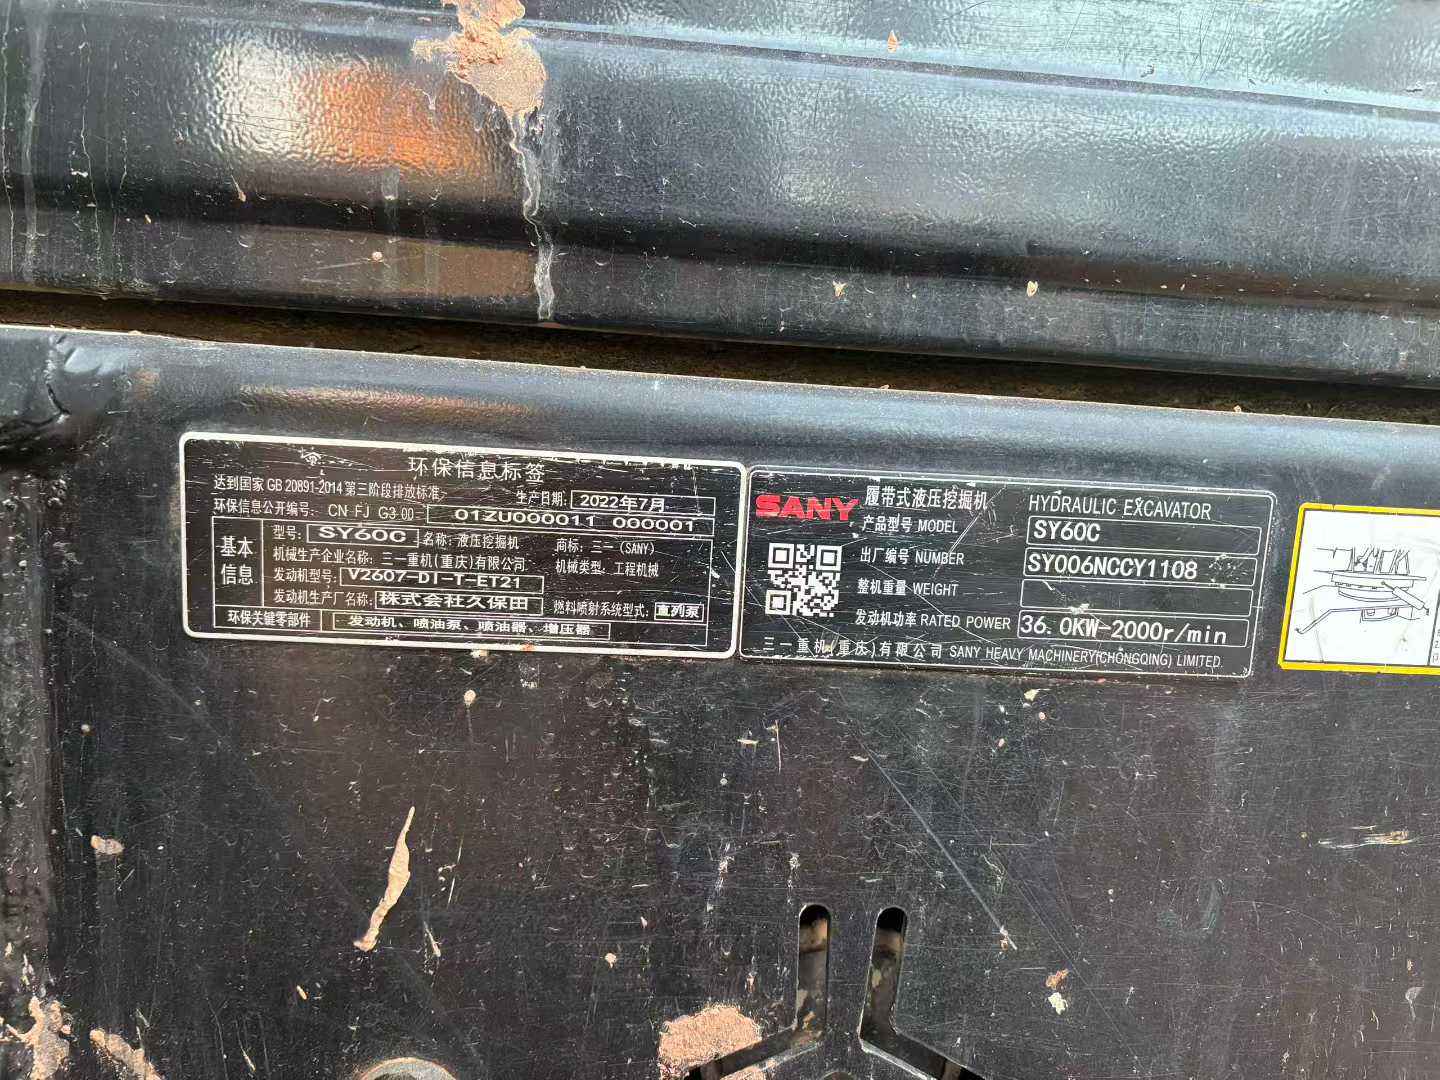 环保信息标签
达到国家 GB 20891-2014 第三阶段排放标准
生产日期: 2022年7月
环保信息公开编号: CN FJ G3 00 01ZU000011 000001
基本信息
型号: SY60C 名称: 液压挖掘机 商标: 三一 (SANY)
机械生产企业名称: 三一重机(重庆)有限公司 机械类型: 工程机械
发动机型号: V2607-DI-T-ET21
发动机生产厂名称: 株式会社久保田 燃料喷射系统型式: 直列泵
环保关键零部件 发动机、喷油泵、喷油器、增压器
SANY 履带式液压挖掘机 HYDRAULIC EXCAVATOR
产品型号 MODEL SY60C
出厂编号 NUMBER SY006NCCY1108
整机重量 WEIGHT
发动机功率 RATED POWER 36.0KW-2000r/min
三一重机(重庆)有限公司 SANY HEAVY MACHINERY(CHONGQING) LIMITED.